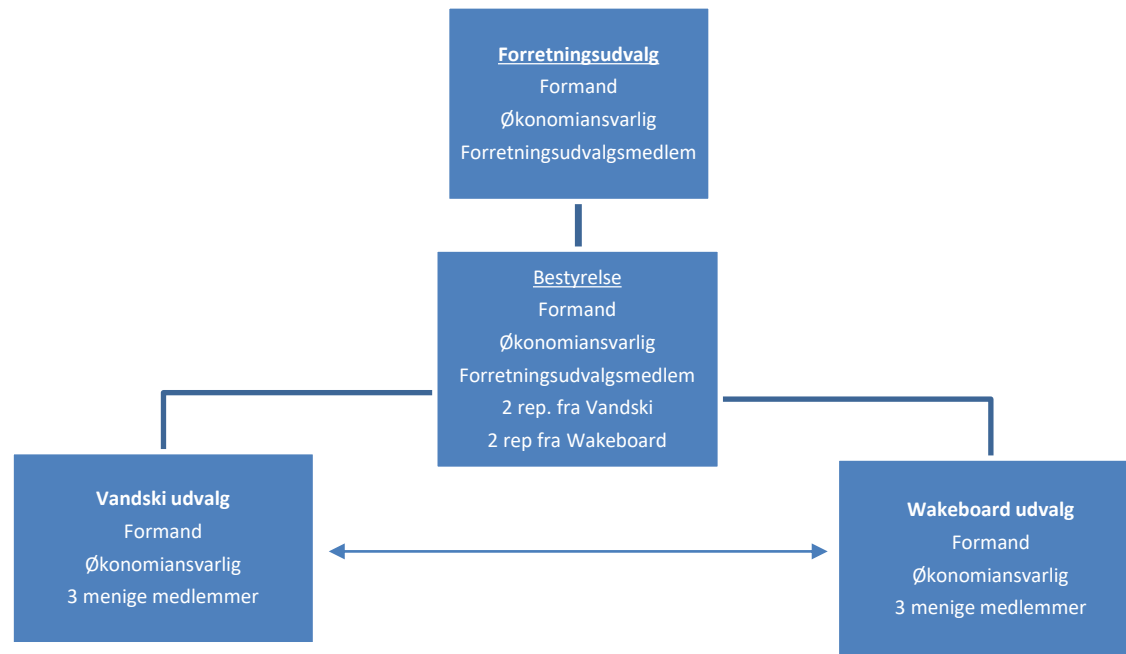 Forretningsudvalg
Formand
Økonomiansvarlig
Forretningsudvalgsmedlem
Bestyrelse
Formand
Økonomiansvarlig
Forretningsudvalgsmedlem
2 rep. fra Vandski
2 rep fra Wakeboard
Vandski udvalg
Formand
Økonomiansvarlig
3 menige medlemmer
Wakeboard udvalg
Formand
Økonomiansvarlig
3 menige medlemmer